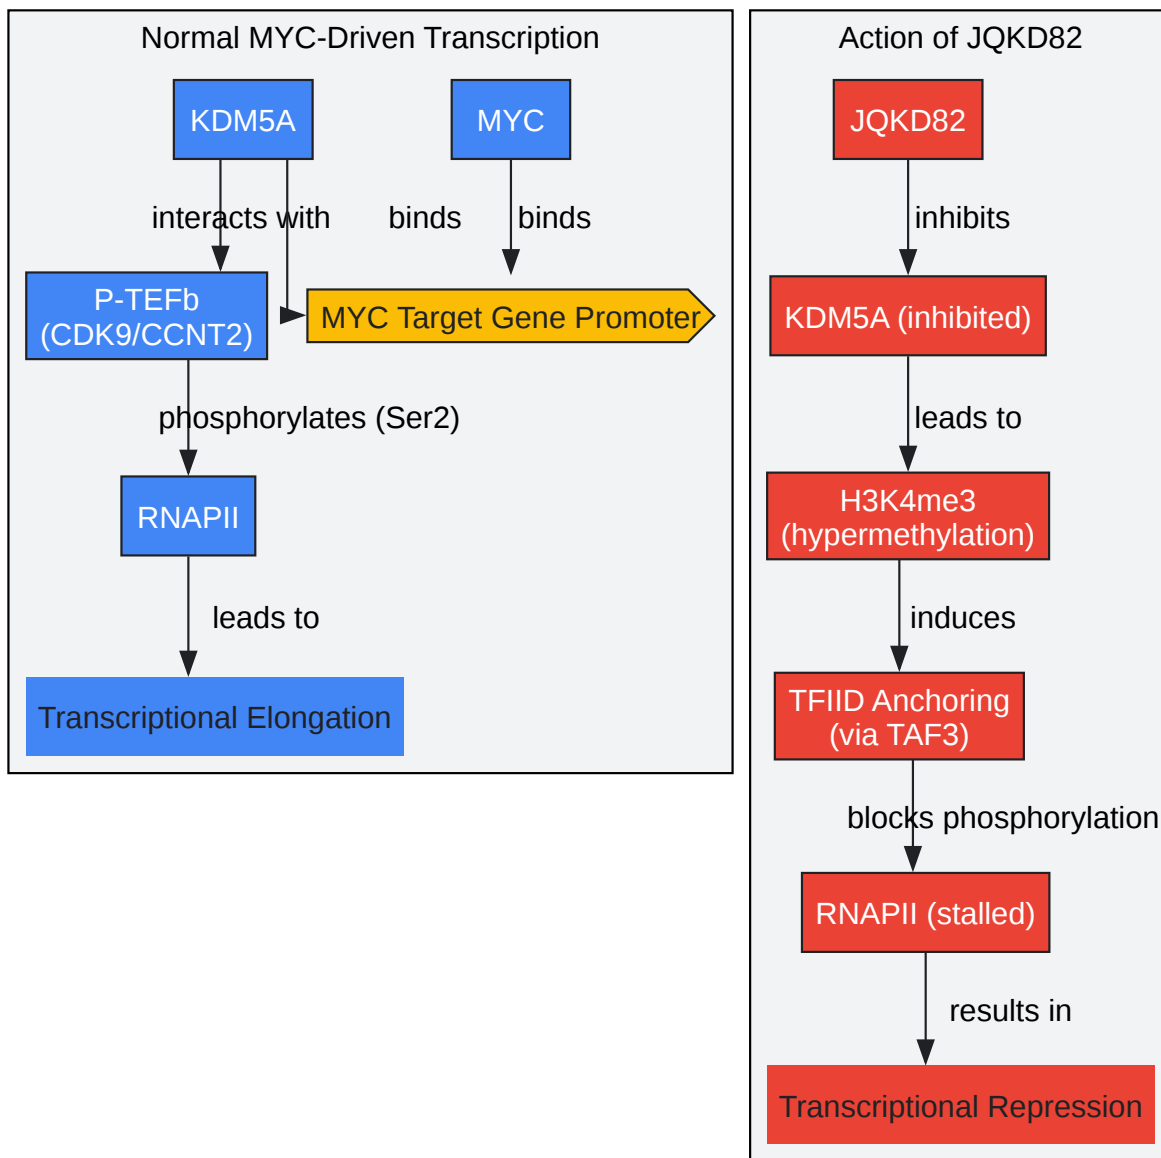 Normal MYC-Driven Transcription
KDM5A
MYC
interacts with
binds
binds
P-TEFb
(CDK9/CCNT2)
MYC Target Gene Promoter
phosphorylates (Ser2)
RNAPII
leads to
Transcriptional Elongation
Action of JQKD82
JQKD82
inhibits
KDM5A (inhibited)
leads to
H3K4me3
(hypermethylation)
induces
TFIID Anchoring
(via TAF3)
blocks phosphorylation
RNAPII (stalled)
results in
Transcriptional Repression